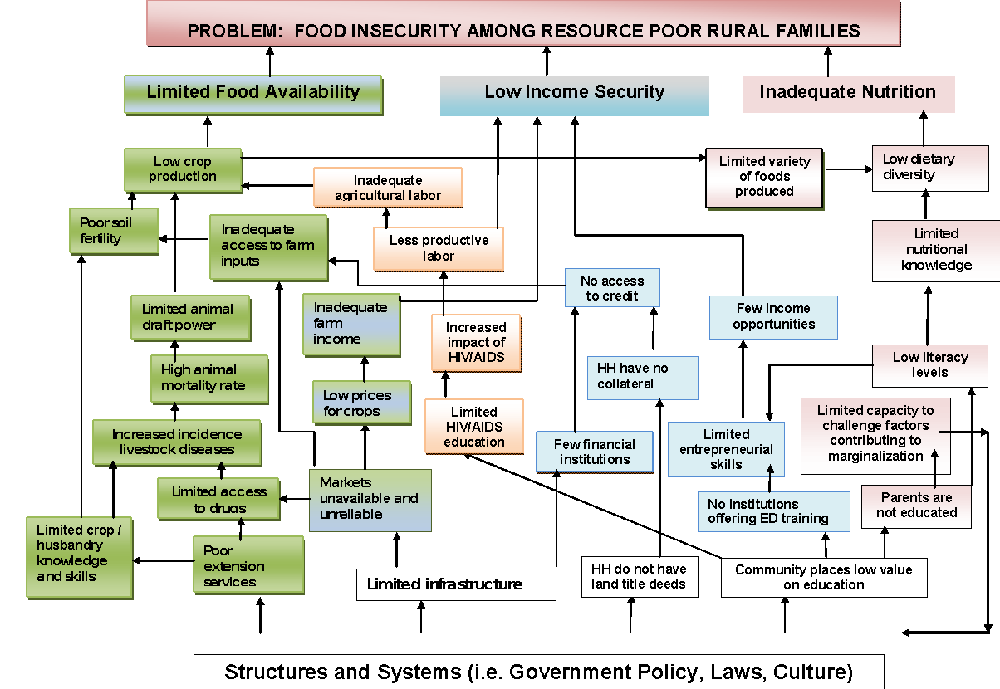 PROBLEM: FOOD INSECURITY AMONG RESOURCE POOR RURAL FAMILIES
Limited Food Availability
Low Income Security
Inadequate Nutrition
Low crop
production
Limited variety
of foods
produced
Low dietary
diversity
Inadequate
agricultural labor
Poor soil
fertility
Inadequate
access to farm
inputs
Less productive
labor
Limited
nutritional
knowledge
No access
to credit
Limited animal
draft power
Inadequate
farm
income
Few income
opportunities
Increased
impact of
HIV/AIDS
High animal
mortality rate
HH have no
collateral
Low literacy
levels
Low prices
for crops
Limited
HIV/AIDS
education
Limited capacity to
challenge factors
contributing to
marginalization
Increased incidence
livestock diseases
Few financial
institutions
Limited
entrepreneurial
skills
Limited access
to drugs
Markets
unavailable and
unreliable
No institutions
offering ED training
Parents are
not educated
Limited crop /
husbandry
knowledge
and skills
Poor
extension
services
Limited infrastructure
HH do not have
land title deeds
Community places low value
on education
Structures and Systems (i.e. Government Policy, Laws, Culture)